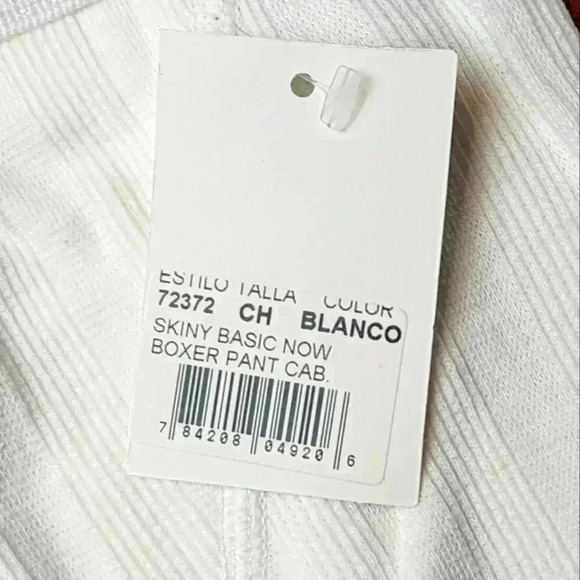 ESTILO TALLA COLOR
72372 CH BLANCO
SKINY BASIC NOW
BOXER PANT CAB.
7 84208 04920 6